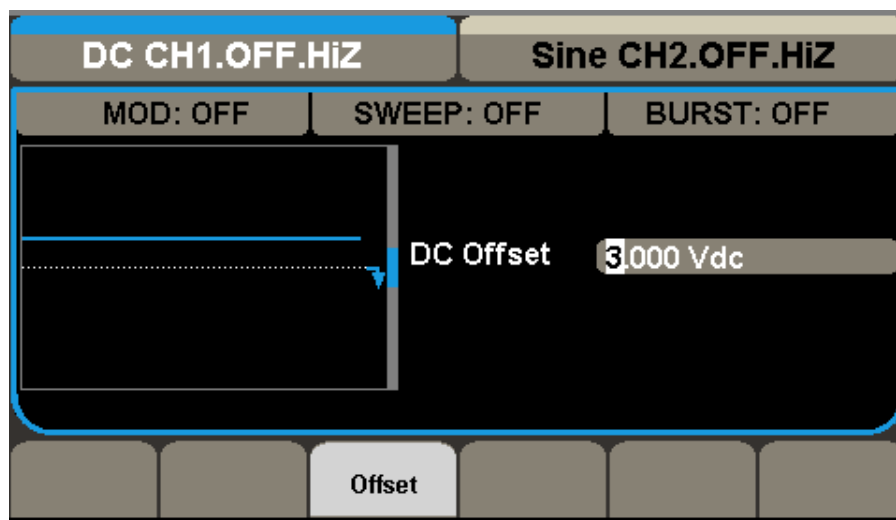 DC CH1.OFF.HiZ
Sine CH2.OFF.HiZ
MOD: OFF
SWEEP: OFF
BURST: OFF
DC Offset
3.000 Vdc
Offset